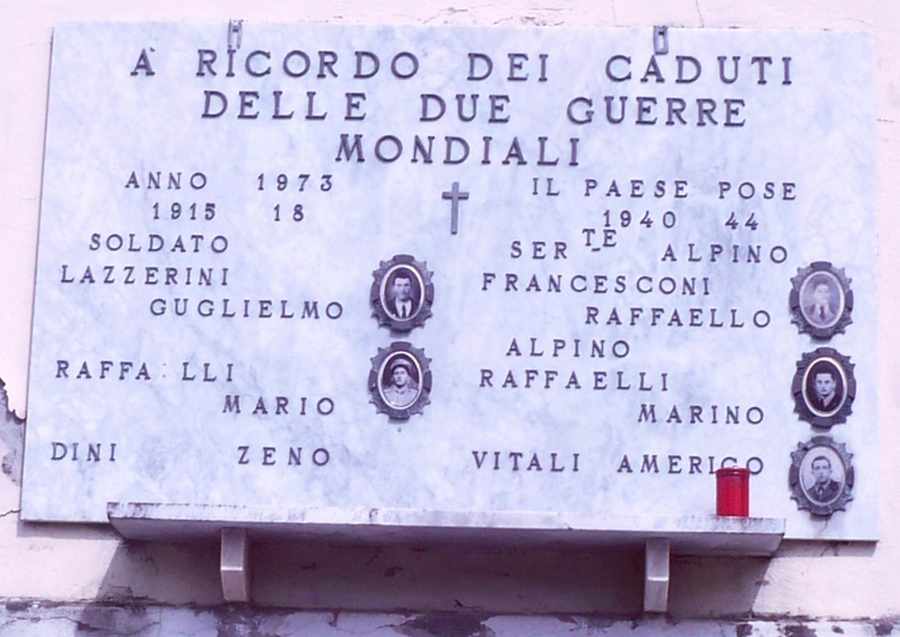 A RICORDO DEI CADUTI
DELLE DUE GUERRE
MONDIALI
ANNO 1973
IL PAESE POSE
1915 18
SOLDATO
LAZZERINI
GUGLIELMO
RAFFA LLI
MARIO
DINI ZENO
1940 44
SER TE ALPINO
FRANCESCONI
RAFFAELLO
ALPINO
RAFFAELLI
MARINO
VITALI AMERIGO